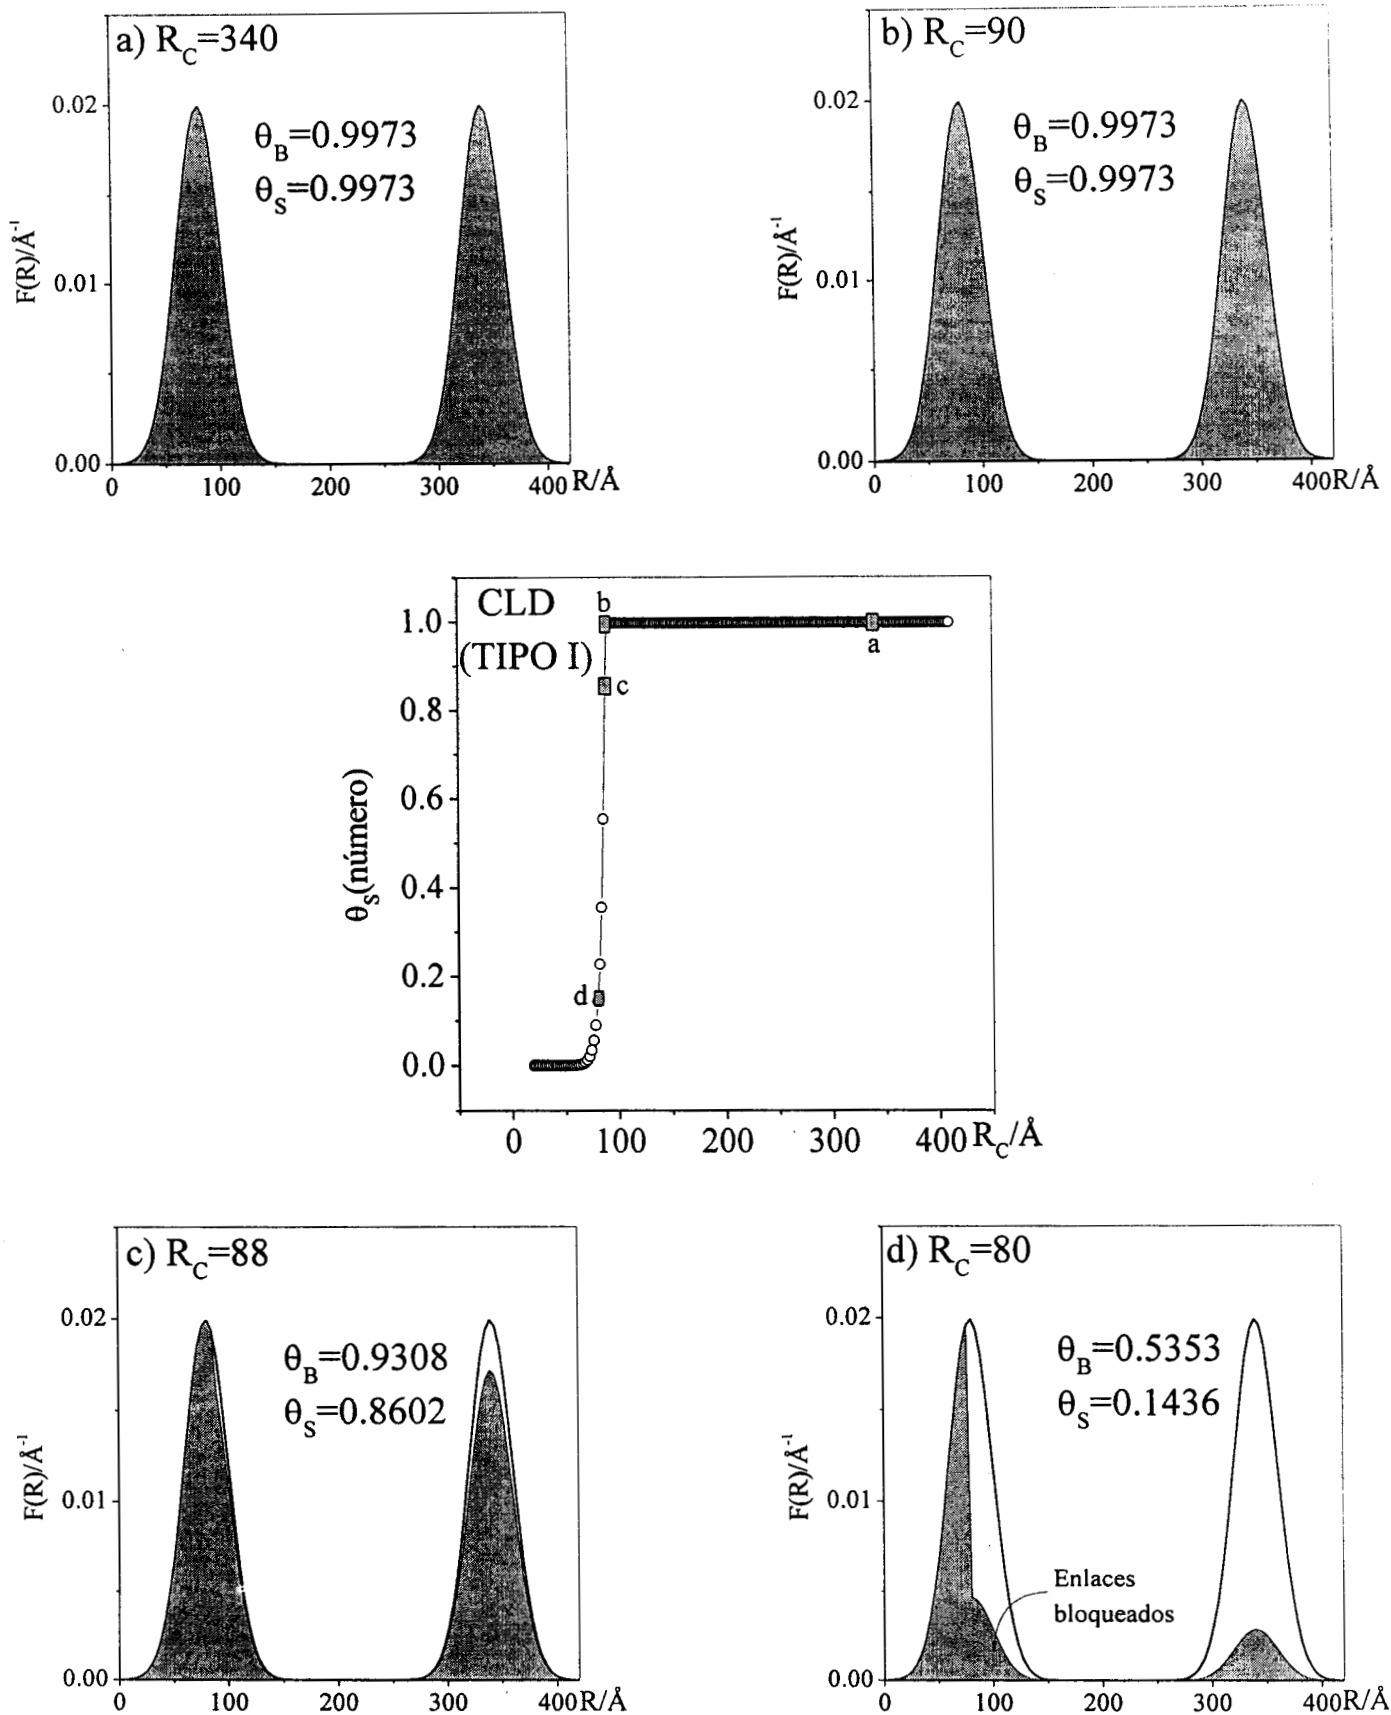 a) R_C=340
θ_B=0.9973
θ_S=0.9973
F(R)/Å⁻¹
0.02
0.01
0.00
0 100 200 300 400 R/Å
b) R_C=90
θ_B=0.9973
θ_S=0.9973
F(R)/Å⁻¹
0.02
0.01
0.00
0 100 200 300 400 R/Å
CLD
(TIPO I)
b
a
c
d
θ_S(número)
1.0
0.8
0.6
0.4
0.2
0.0
0 100 200 300 400 R_C/Å
c) R_C=88
θ_B=0.9308
θ_S=0.8602
F(R)/Å⁻¹
0.02
0.01
0.00
0 100 200 300 400 R/Å
d) R_C=80
θ_B=0.5353
θ_S=0.1436
Enlaces
bloqueados
F(R)/Å⁻¹
0.02
0.01
0.00
0 100 200 300 400 R/Å